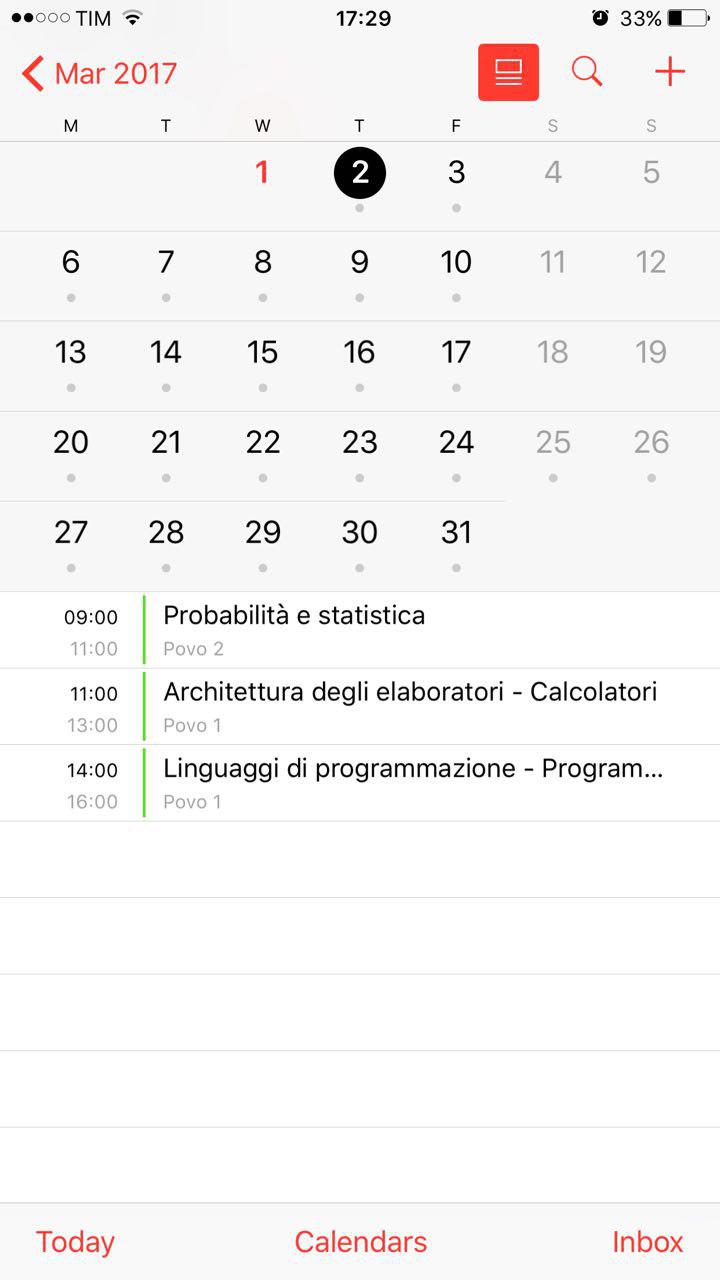 TIM 17:29 33%
Mar 2017
M T W T F S S
1 2 3 4 5
6 7 8 9 10 11 12
13 14 15 16 17 18 19
20 21 22 23 24 25 26
27 28 29 30 31
09:00 Probabilità e statistica
11:00 Povo 2
11:00 Architettura degli elaboratori - Calcolatori
13:00 Povo 1
14:00 Linguaggi di programmazione - Program...
16:00 Povo 1
Today Calendars Inbox